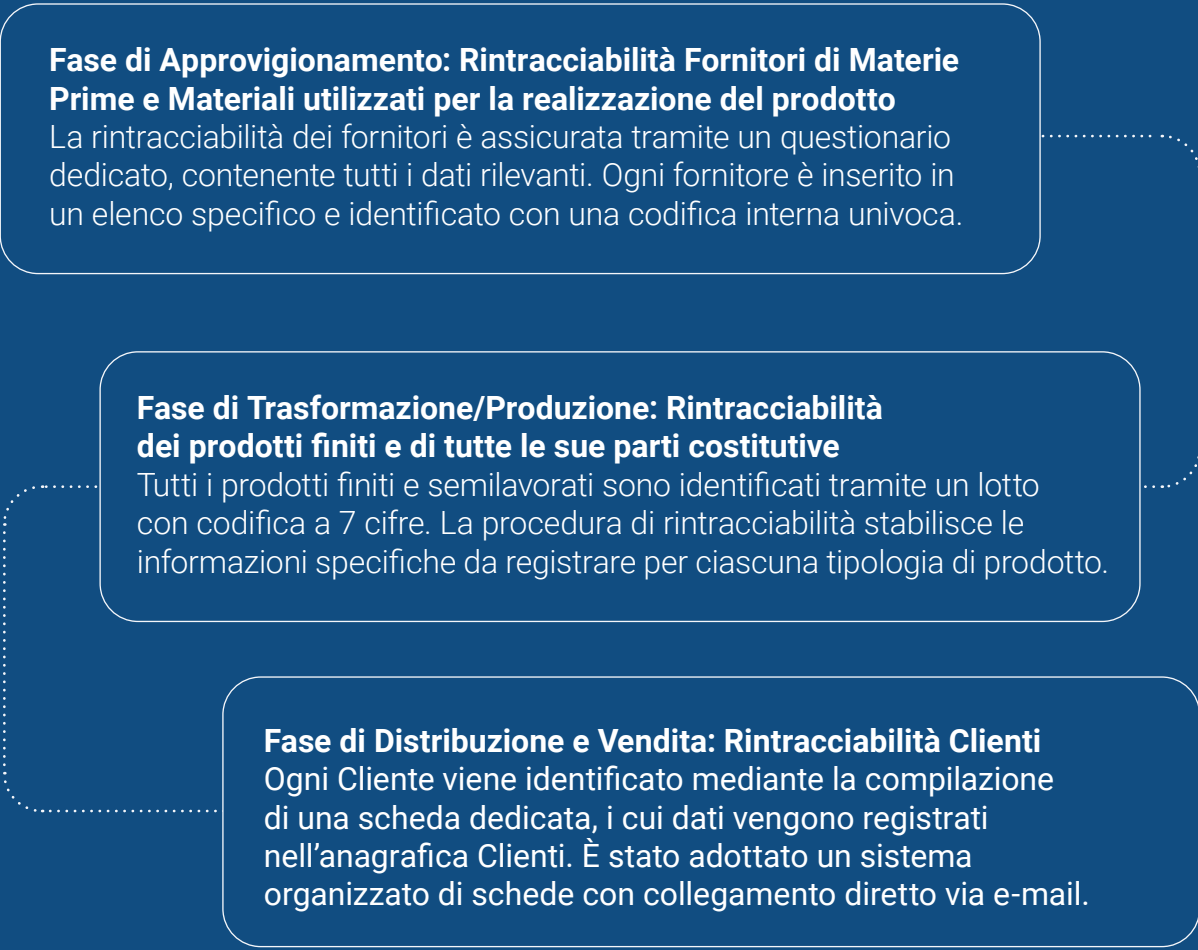 Fase di Approvigionamento: Rintracciabilità Fornitori di Materie
Prime e Materiali utilizzati per la realizzazione del prodotto
La rintracciabilità dei fornitori è assicurata tramite un questionario
dedicato, contenente tutti i dati rilevanti. Ogni fornitore è inserito in
un elenco specifico e identificato con una codifica interna univoca.
Fase di Trasformazione/Produzione: Rintracciabilità
dei prodotti finiti e di tutte le sue parti costitutive
Tutti i prodotti finiti e semilavorati sono identificati tramite un lotto
con codifica a 7 cifre. La procedura di rintracciabilità stabilisce le
informazioni specifiche da registrare per ciascuna tipologia di prodotto.
Fase di Distribuzione e Vendita: Rintracciabilità Clienti
Ogni Cliente viene identificato mediante la compilazione
di una scheda dedicata, i cui dati vengono registrati
nell’anagrafica Clienti. È stato adottato un sistema
organizzato di schede con collegamento diretto via e-mail.